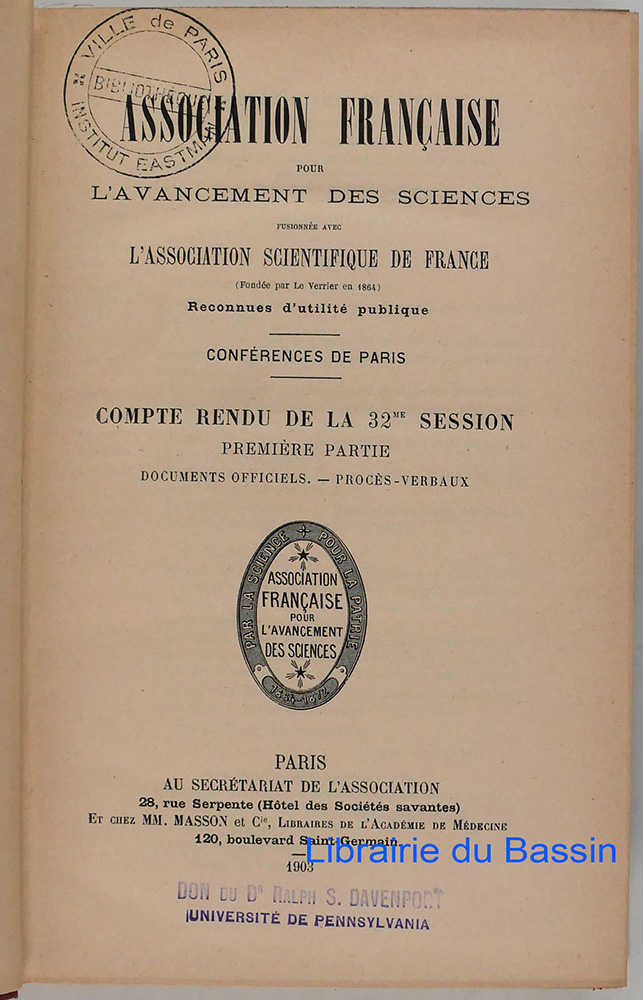 VILLE de PARIS
BIBLIOTHÈQUE
INSTITUT EASTMAN
ASSOCIATION FRANÇAISE
POUR
L'AVANCEMENT DES SCIENCES
FUSIONNÉE AVEC
L'ASSOCIATION SCIENTIFIQUE DE FRANCE
(Fondée par Le Verrier en 1864)
Reconnues d'utilité publique
CONFÉRENCES DE PARIS
COMPTE RENDU DE LA 32ME SESSION
PREMIÈRE PARTIE
DOCUMENTS OFFICIELS. — PROCÈS-VERBAUX
PAR LA SCIENCE POUR LA PATRIE
ASSOCIATION
FRANÇAISE
POUR
L'AVANCEMENT
DES SCIENCES
PARIS
AU SECRÉTARIAT DE L'ASSOCIATION
28, rue Serpente (Hôtel des Sociétés savantes)
ET CHEZ MM. MASSON et Cie, LIBRAIRES DE L'ACADÉMIE DE MÉDECINE
120, boulevard Saint-Germain.
Librairie du Bassin
1903
DON DU DR RALPH S. DAVENPORT
UNIVERSITÉ DE PENNSYLVANIA